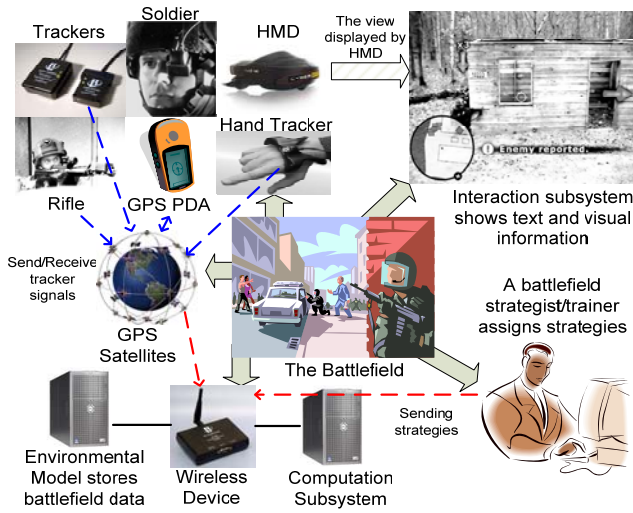 Trackers
Soldier
HMD
The view
displayed by
HMD
Enemy reported.
Rifle
GPS PDA
Hand Tracker
Interaction subsystem
shows text and visual
information
Send/Receive
tracker
signals
GPS
Satellites
A battlefield
strategist/trainer
assigns strategies
The Battlefield
Sending
strategies
Environmental
Model stores
battlefield data
Wireless
Device
Computation
Subsystem